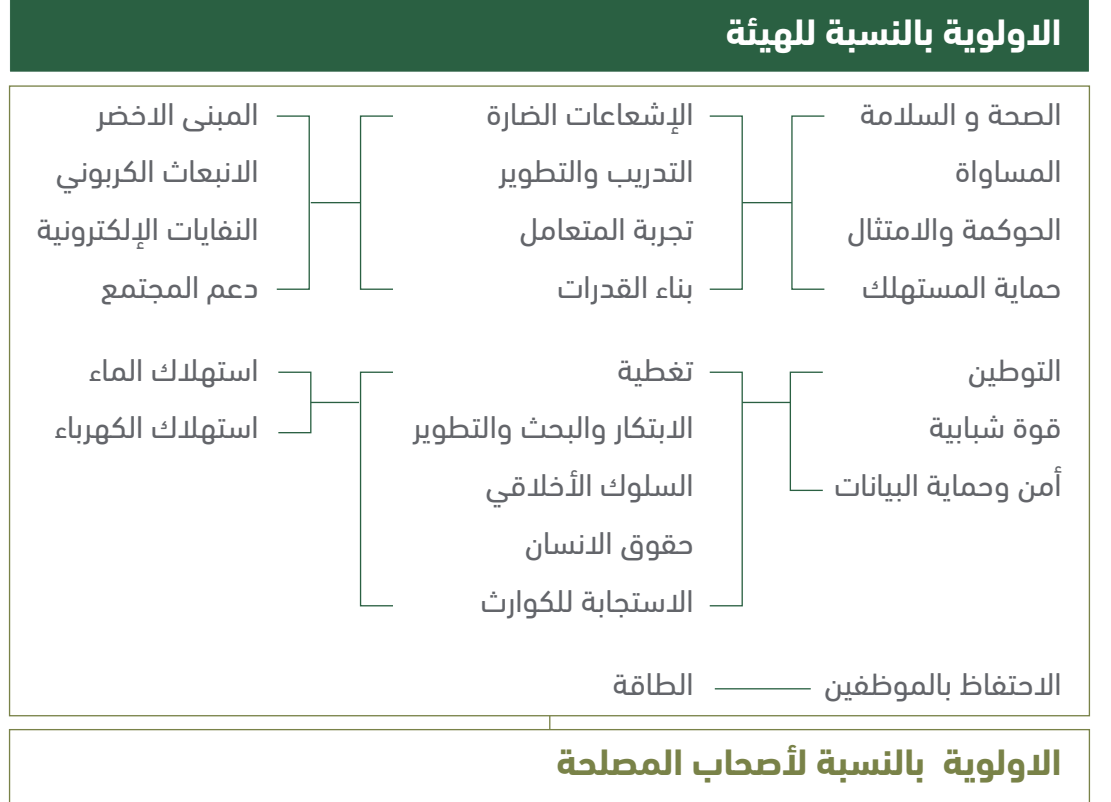 الاولوية بالنسبة للهيئة
الصحة و السلامة الإشعاعات الضارة المبنى الاخضر
المساواة التدريب والتطوير الانبعاث الكربوني
الحوكمة والامتثال تجربة المتعامل النفايات الإلكترونية
حماية المستهلك بناء القدرات دعم المجتمع
التوطين تغطية استهلاك الماء
قوة شبابية الابتكار والبحث والتطوير استهلاك الكهرباء
أمن وحماية البيانات السلوك الأخلاقي
حقوق الانسان
الاستجابة للكوارث
الاحتفاظ بالموظفين الطاقة
الاولوية بالنسبة لأصحاب المصلحة